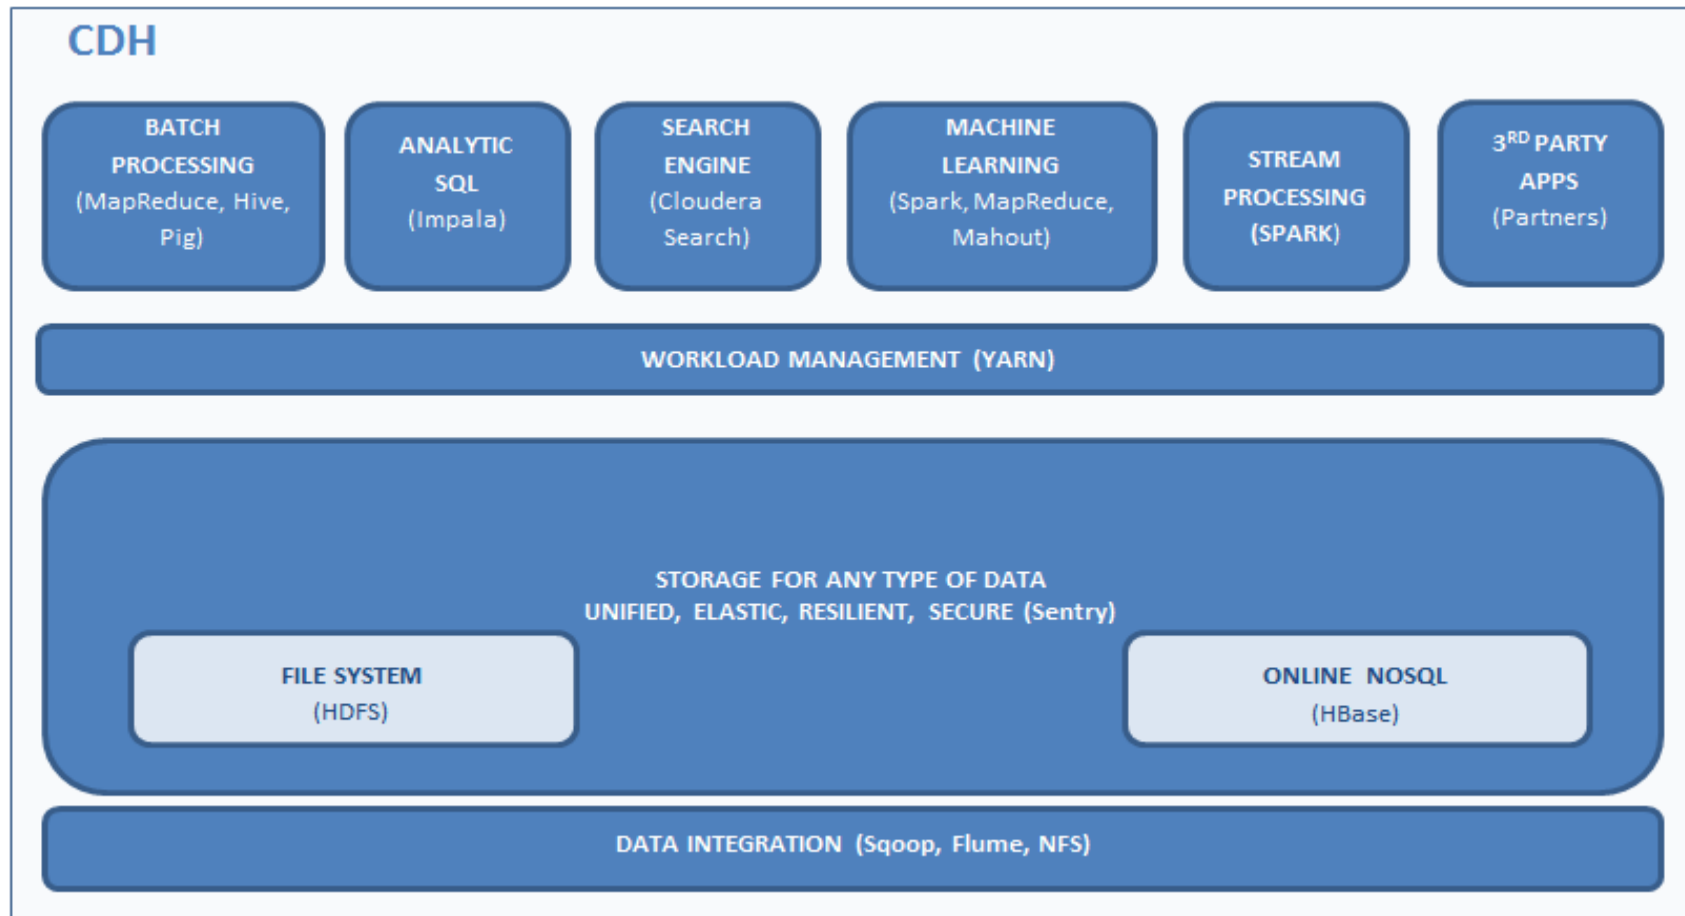 CDH
BATCH
PROCESSING
(MapReduce, Hive,
Pig)
ANALYTIC
SQL
(Impala)
SEARCH
ENGINE
(Cloudera
Search)
MACHINE
LEARNING
(Spark, MapReduce,
Mahout)
STREAM
PROCESSING
(SPARK)
3RD PARTY
APPS
(Partners)
WORKLOAD MANAGEMENT (YARN)
STORAGE FOR ANY TYPE OF DATA
UNIFIED, ELASTIC, RESILIENT, SECURE (Sentry)
FILE SYSTEM
(HDFS)
ONLINE NOSQL
(HBase)
DATA INTEGRATION (Sqoop, Flume, NFS)